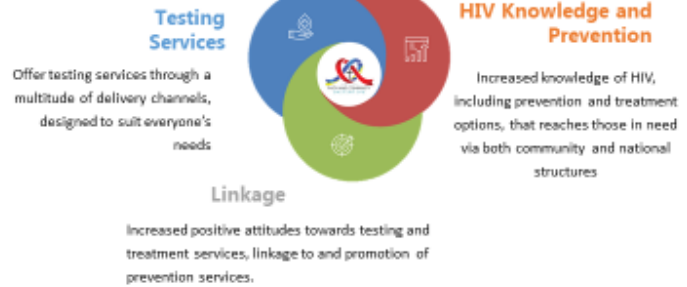 Testing
Services
Offer testing services through a
multitude of delivery channels,
designed to suit everyone's
needs
HIV Knowledge and
Prevention
Increased knowledge of HIV,
including prevention and treatment
options, that reaches those in need
via both community and national
structures
Linkage
Increased positive attitudes towards testing and
treatment services, linkage to and promotion of
prevention services.